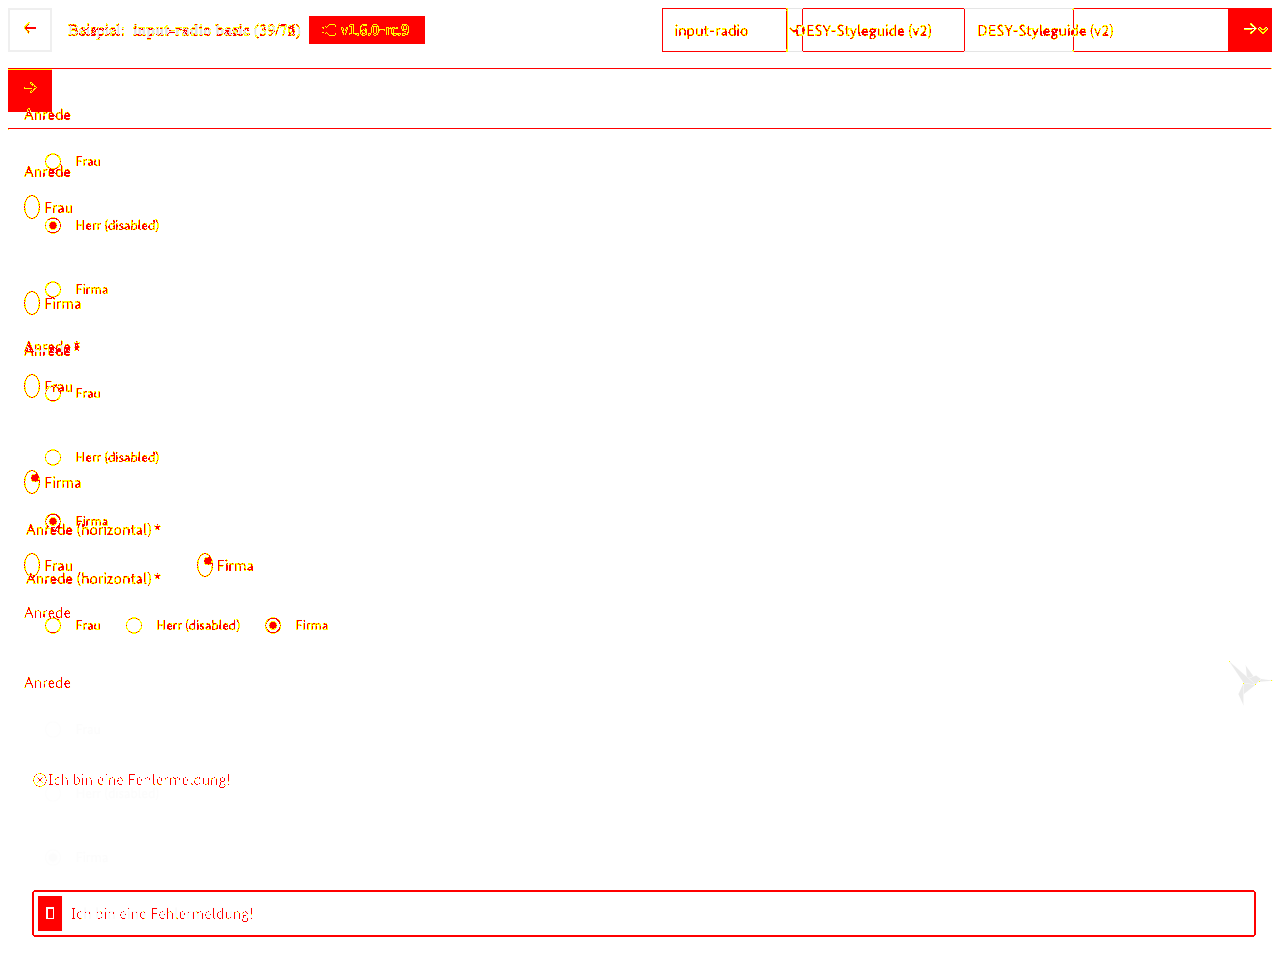 Beispiel: input-radio basic v1.6.0-rc.9 input-radio DESY-Styleguide (v2) DESY-Styleguide (v2)
Anrede
Frau
Anrede
Frau
Herr (disabled)
Firma
Firma
Anrede *
Anrede *
Frau
Frau
Herr (disabled)
Firma
Firma
Anrede (horizontal) *
Frau Firma
Anrede (horizontal) *
Anrede
Frau Herr (disabled) Firma
Anrede
Ich bin eine Fehlermeldung!
Ich bin eine Fehlermeldung!